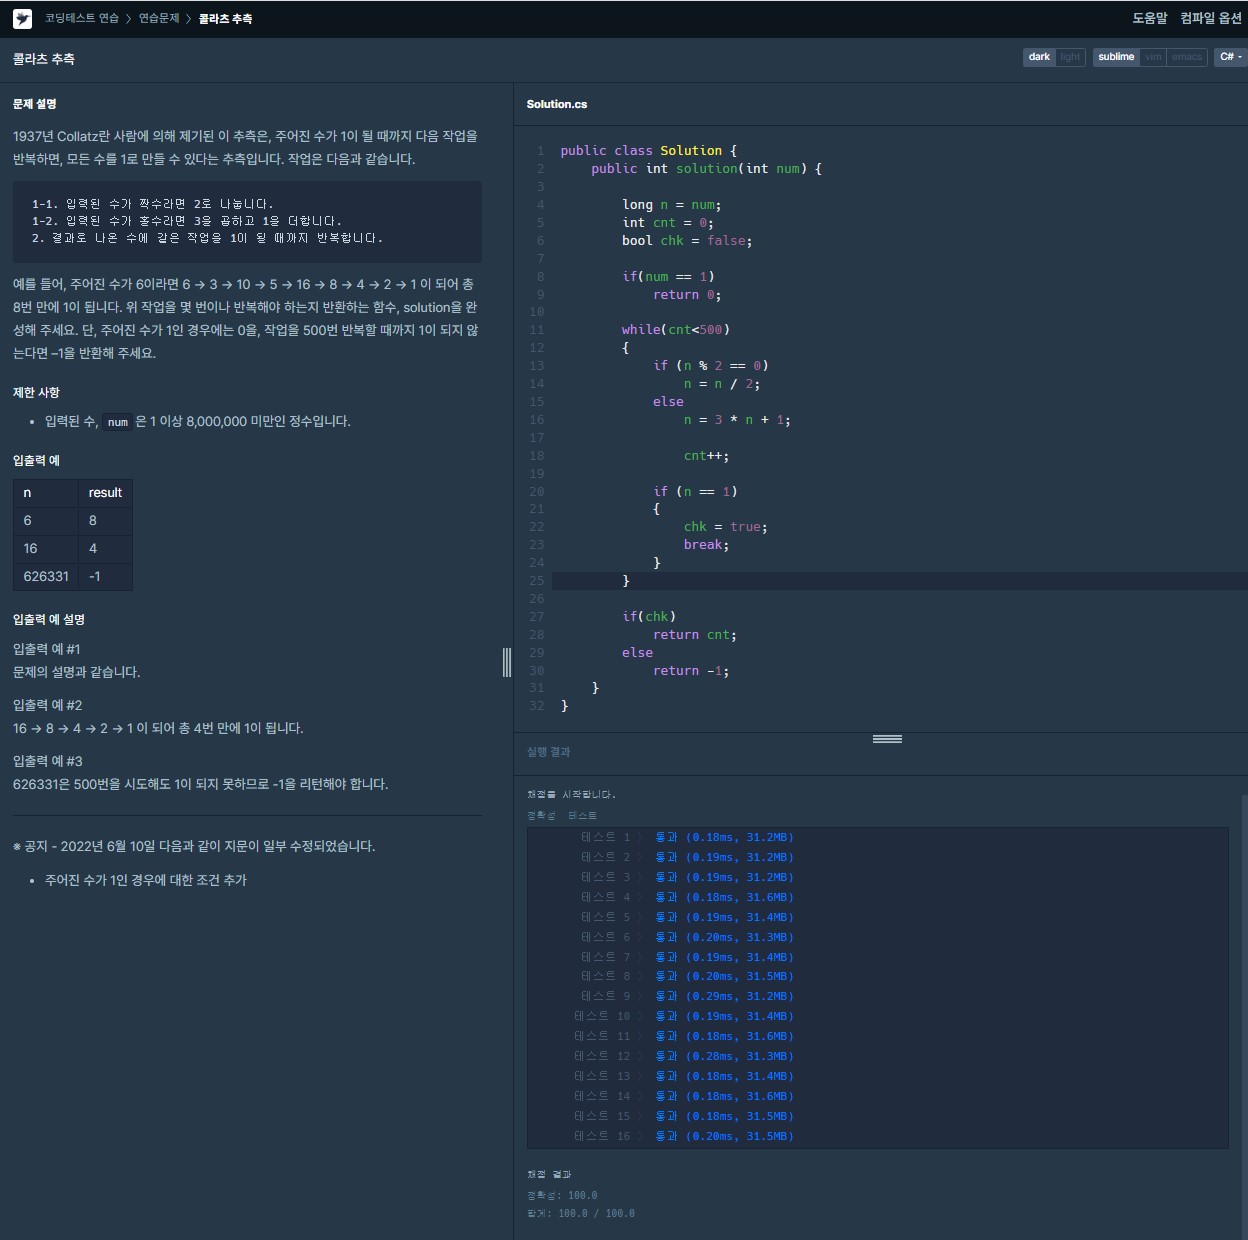 코딩테스트 연습 > 연습문제 > 콜라츠 추측
도움말 컴파일 옵션
콜라츠 추측
dark light sublime vim emacs C#
문제 설명
1937년 Collatz란 사람에 의해 제기된 이 추측은, 주어진 수가 1이 될 때까지 다음 작업을
반복하면, 모든 수를 1로 만들 수 있다는 추측입니다. 작업은 다음과 같습니다.
1-1. 입력된 수가 짝수라면 2로 나눕니다.
1-2. 입력된 수가 홀수라면 3을 곱하고 1을 더합니다.
2. 결과로 나온 수에 같은 작업을 1이 될 때까지 반복합니다.
예를 들어, 주어진 수가 6이라면 6 → 3 → 10 → 5 → 16 → 8 → 4 → 2 → 1 이 되어 총
8번 만에 1이 됩니다. 위 작업을 몇 번이나 반복해야 하는지 반환하는 함수, solution을 완
성해 주세요. 단, 주어진 수가 1인 경우에는 0을, 작업을 500번 반복할 때까지 1이 되지 않
는다면 –1을 반환해 주세요.
제한 사항
• 입력된 수, num 은 1 이상 8,000,000 미만인 정수입니다.
입출력 예
n result
6 8
16 4
626331 -1
입출력 예 설명
입출력 예 #1
문제의 설명과 같습니다.
입출력 예 #2
16 → 8 → 4 → 2 → 1 이 되어 총 4번 만에 1이 됩니다.
입출력 예 #3
626331은 500번을 시도해도 1이 되지 못하므로 -1을 리턴해야 합니다.
※ 공지 - 2022년 6월 10일 다음과 같이 지문이 일부 수정되었습니다.
• 주어진 수가 1인 경우에 대한 조건 추가
Solution.cs
1 public class Solution {
2     public int solution(int num) {
3
4         long n = num;
5         int cnt = 0;
6         bool chk = false;
7
8         if(num == 1)
9             return 0;
10
11         while(cnt<500)
12         {
13             if (n % 2 == 0)
14                 n = n / 2;
15             else
16                 n = 3 * n + 1;
17
18                 cnt++;
19
20             if (n == 1)
21             {
22                 chk = true;
23                 break;
24             }
25         }
26
27         if(chk)
28             return cnt;
29         else
30             return -1;
31     }
32 }
실행 결과
채점을 시작합니다.
정확성 테스트
테스트 1 〉 통과 (0.18ms, 31.2MB)
테스트 2 〉 통과 (0.19ms, 31.2MB)
테스트 3 〉 통과 (0.19ms, 31.2MB)
테스트 4 〉 통과 (0.18ms, 31.6MB)
테스트 5 〉 통과 (0.19ms, 31.4MB)
테스트 6 〉 통과 (0.20ms, 31.3MB)
테스트 7 〉 통과 (0.19ms, 31.4MB)
테스트 8 〉 통과 (0.20ms, 31.5MB)
테스트 9 〉 통과 (0.29ms, 31.2MB)
테스트 10 〉 통과 (0.19ms, 31.4MB)
테스트 11 〉 통과 (0.18ms, 31.6MB)
테스트 12 〉 통과 (0.28ms, 31.3MB)
테스트 13 〉 통과 (0.18ms, 31.4MB)
테스트 14 〉 통과 (0.18ms, 31.6MB)
테스트 15 〉 통과 (0.18ms, 31.5MB)
테스트 16 〉 통과 (0.20ms, 31.5MB)
채점 결과
정확성: 100.0
합계: 100.0 / 100.0